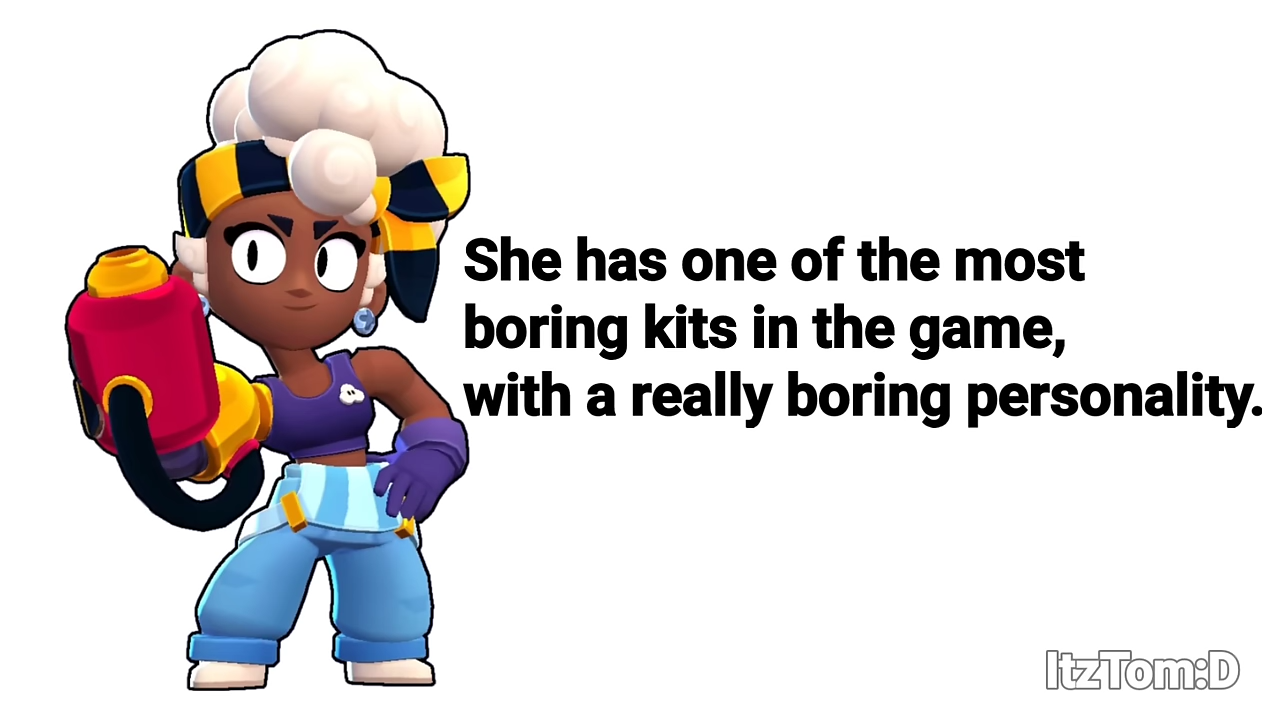 She has one of the most
boring kits in the game,
with a really boring personality.
ItzTom:D